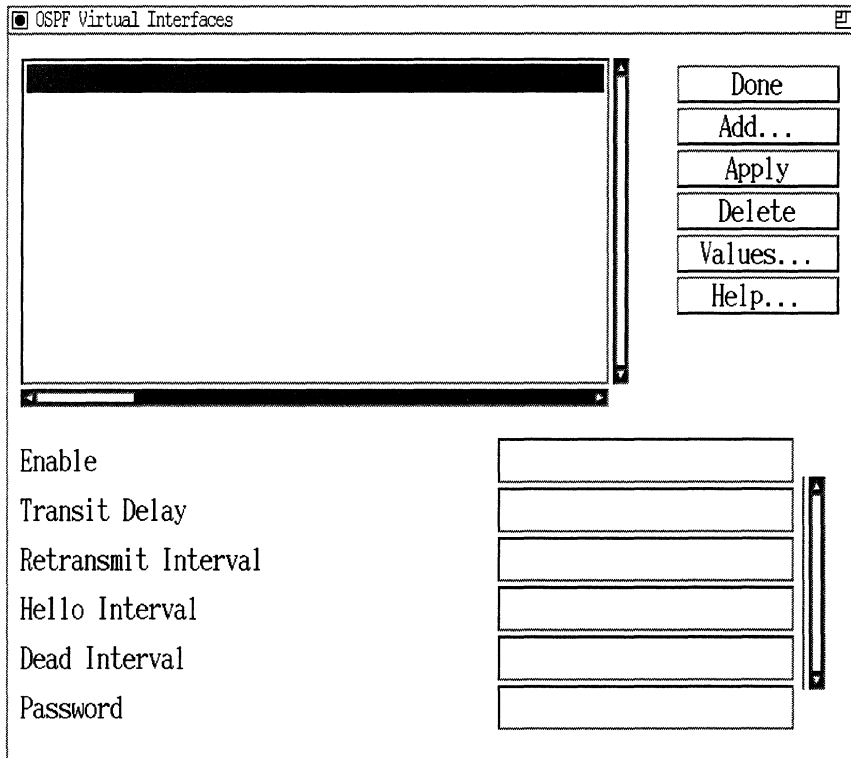 OSPF Virtual Interfaces
Done
Add...
Apply
Delete
Values...
Help...
Enable
Transit Delay
Retransmit Interval
Hello Interval
Dead Interval
Password